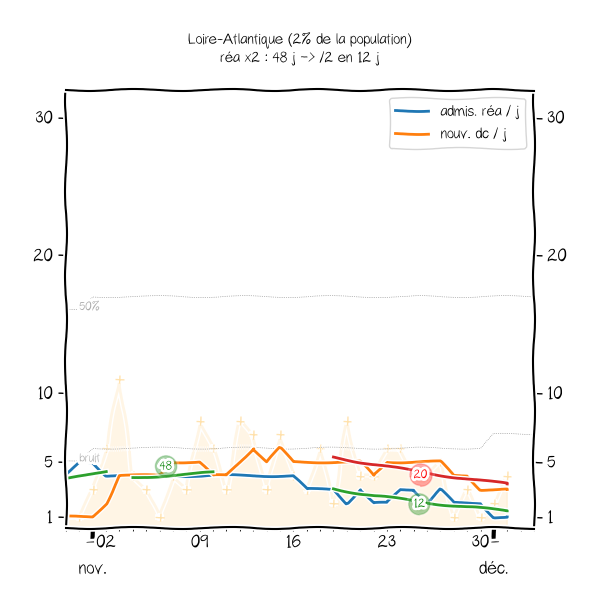 Loire-Atlantique (2% de la population)
réa x2 : 48 j -> /2 en 12 j
admis. réa / j
nouv. dc / j
30 30
20 20
50%
10 10
5 bruit 5
48 20
12
1 1
02 09 16 23 30
nov. déc.